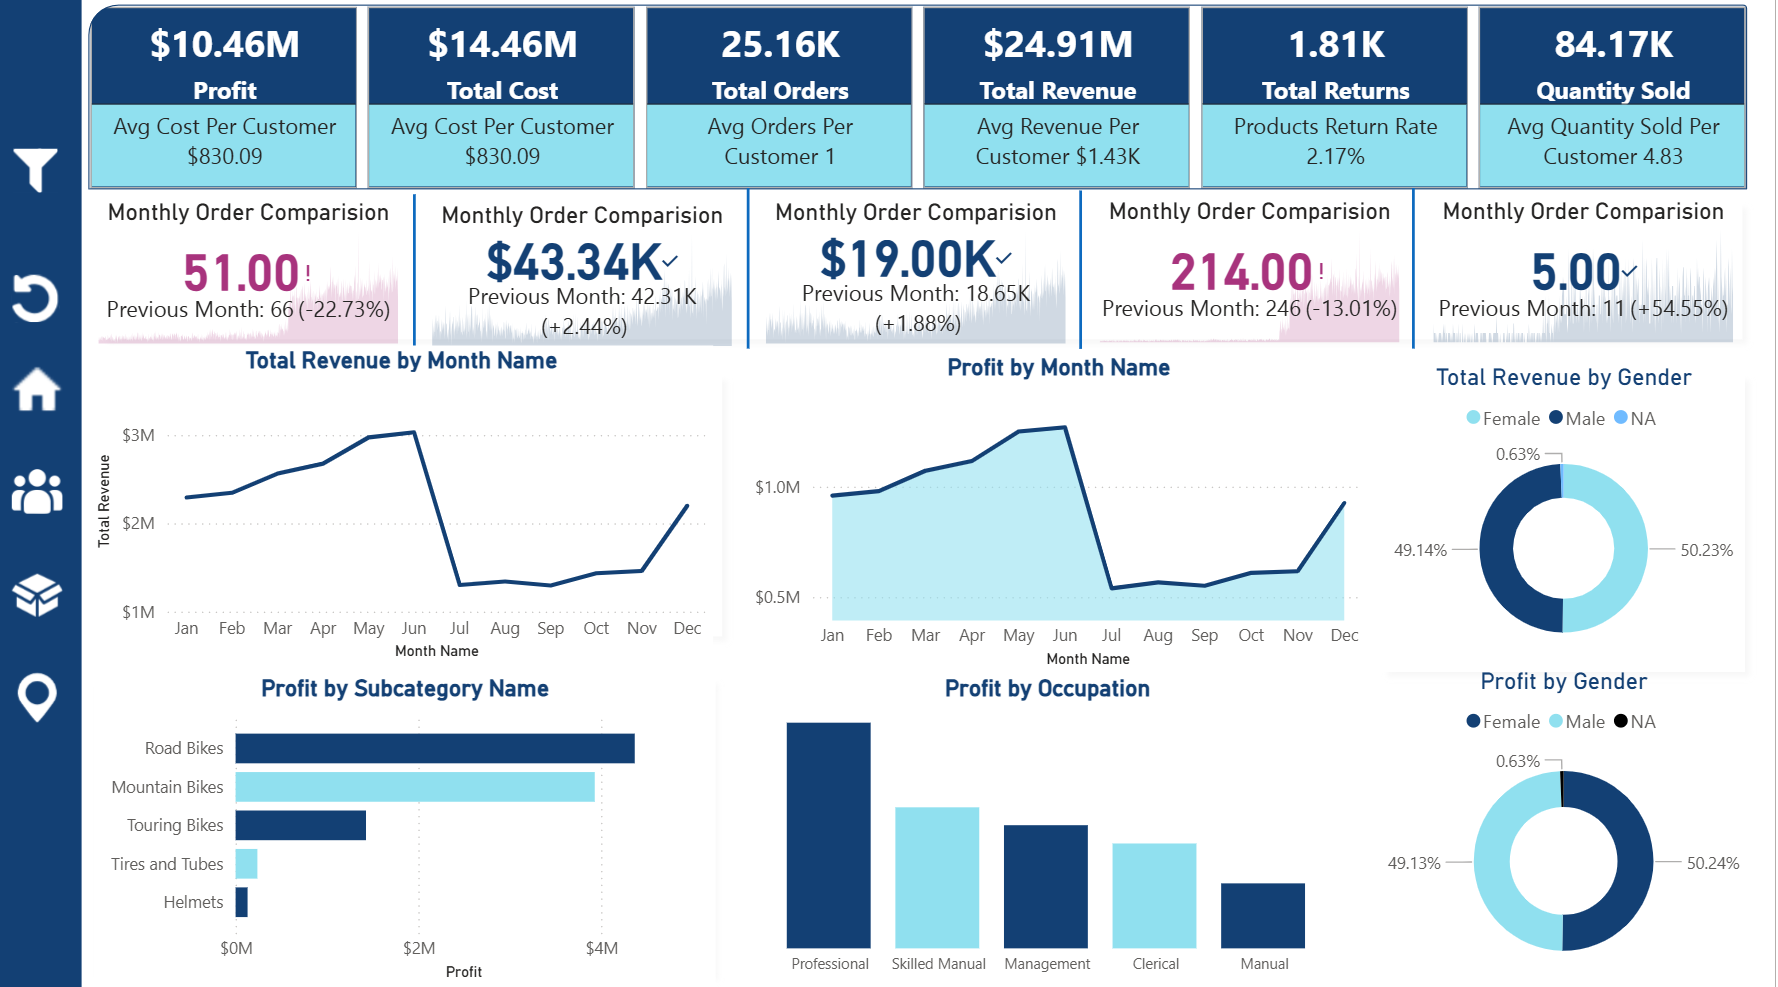 $10.46M
Profit
Avg Cost Per Customer
$830.09
$14.46M
Total Cost
Avg Cost Per Customer
$830.09
25.16K
Total Orders
Avg Orders Per
Customer 1
$24.91M
Total Revenue
Avg Revenue Per
Customer $1.43K
1.81K
Total Returns
Products Return Rate
2.17%
84.17K
Quantity Sold
Avg Quantity Sold Per
Customer 4.83
Monthly Order Comparision
51.00!
Previous Month: 66 (-22.73%)
Monthly Order Comparision
$43.34K
Previous Month: 42.31K
(+2.44%)
Monthly Order Comparision
$19.00K
Previous Month: 18.65K
(+1.88%)
Monthly Order Comparision
214.00!
Previous Month: 246 (-13.01%)
Monthly Order Comparision
5.00
Previous Month: 11 (+54.55%)
Total Revenue by Month Name
Total Revenue
$3M
$2M
$1M
Jan Feb Mar Apr May Jun Jul Aug Sep Oct Nov Dec
Month Name
Profit by Month Name
$1.0M
$0.5M
Jan Feb Mar Apr May Jun Jul Aug Sep Oct Nov Dec
Month Name
Total Revenue by Gender
Female Male NA
0.63%
49.14%
50.23%
Profit by Subcategory Name
Road Bikes
Mountain Bikes
Touring Bikes
Tires and Tubes
Helmets
$0M $2M $4M
Profit
Profit by Occupation
Professional Skilled Manual Management Clerical Manual
Profit by Gender
Female Male NA
0.63%
49.13%
50.24%